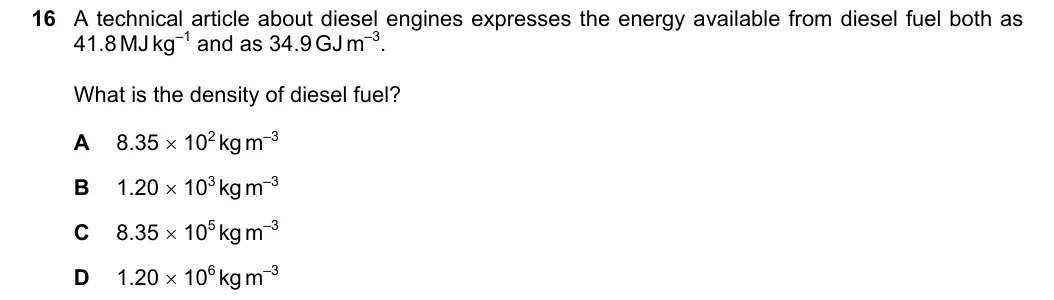 16 A technical article about diesel engines expresses the energy available from diesel fuel both as
41.8 MJ kg⁻¹ and as 34.9 GJ m⁻³.
What is the density of diesel fuel?
A 8.35 × 10² kg m⁻³
B 1.20 × 10³ kg m⁻³
C 8.35 × 10⁵ kg m⁻³
D 1.20 × 10⁶ kg m⁻³